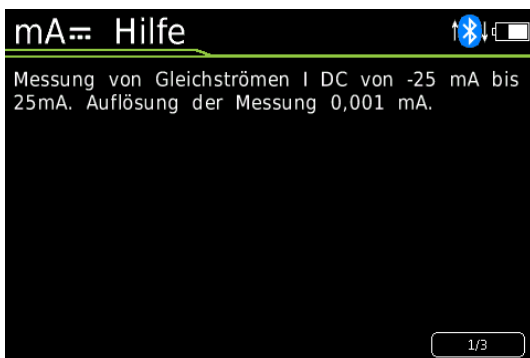 mA⎓ Hilfe
Messung von Gleichströmen I DC von -25 mA bis
25mA. Auflösung der Messung 0,001 mA.
1/3